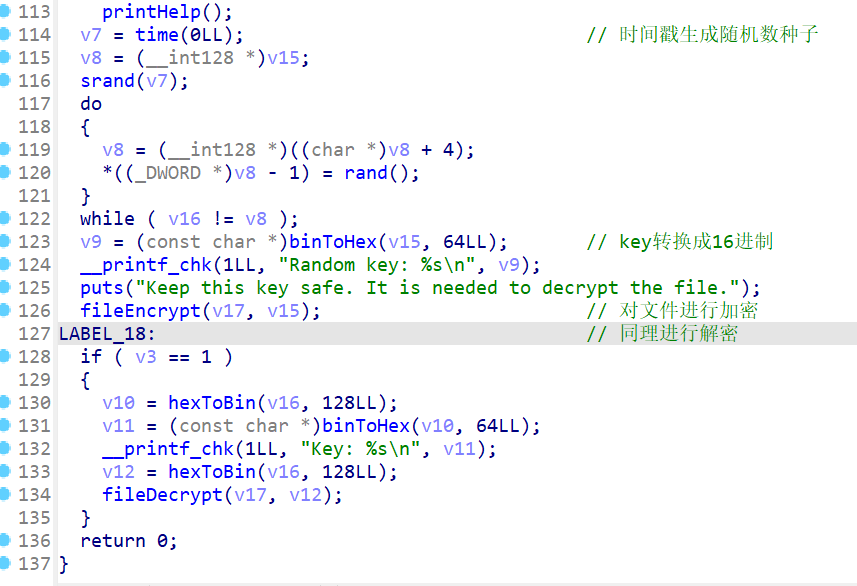 113 printHelp();
114 v7 = time(0LL); // 时间戳生成随机数种子
115 v8 = (__int128 *)v15;
116 srand(v7);
117 do
118 {
119 v8 = (__int128 *)((char *)v8 + 4);
120 *((_DWORD *)v8 - 1) = rand();
121 }
122 while ( v16 != v8 );
123 v9 = (const char *)binToHex(v15, 64LL); // key转换成16进制
124 __printf_chk(1LL, "Random key: %s\n", v9);
125 puts("Keep this key safe. It is needed to decrypt the file.");
126 fileEncrypt(v17, v15); // 对文件进行加密
127 LABEL_18: // 同理进行解密
128 if ( v3 == 1 )
129 {
130 v10 = hexToBin(v16, 128LL);
131 v11 = (const char *)binToHex(v10, 64LL);
132 __printf_chk(1LL, "Key: %s\n", v11);
133 v12 = hexToBin(v16, 128LL);
134 fileDecrypt(v17, v12);
135 }
136 return 0;
137 }